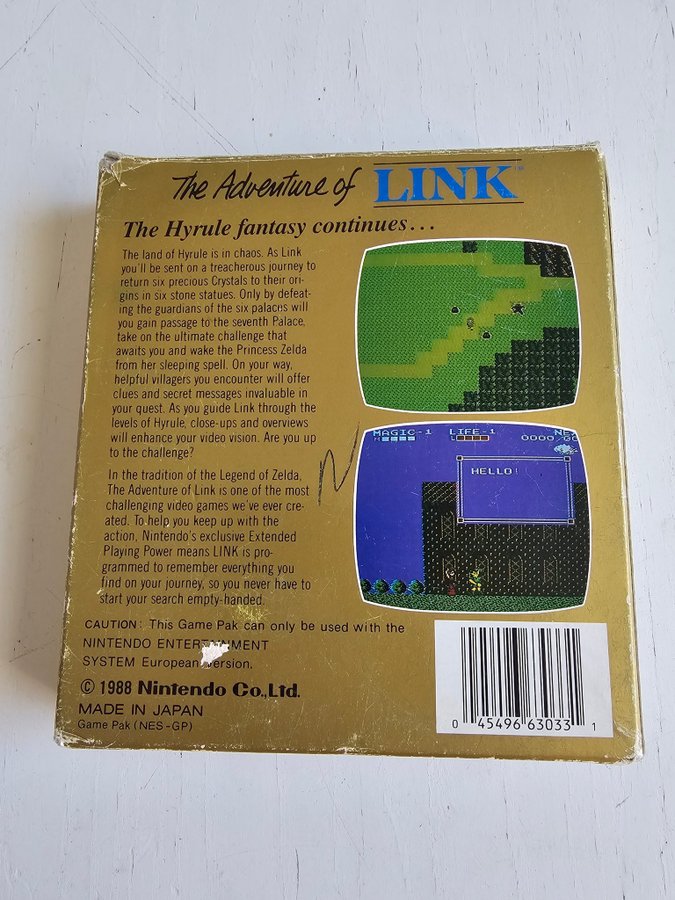 The Adventure of LINK™
The Hyrule fantasy continues...
The land of Hyrule is in chaos. As Link
you'll be sent on a treacherous journey to
return six precious Crystals to their ori-
gins in six stone statues. Only by defeat-
ing the guardians of the six palaces will
you gain passage to the seventh Palace,
take on the ultimate challenge that
awaits you and wake the Princess Zelda
from her sleeping spell. On your way,
helpful villagers you encounter will offer
clues and secret messages invaluable in
your quest. As you guide Link through the
levels of Hyrule, close-ups and overviews
will enhance your video vision. Are you up
to the challenge?
In the tradition of the Legend of Zelda,
The Adventure of Link is one of the most
challenging video games we've ever cre-
ated. To help you keep up with the
action, Nintendo's exclusive Extended
Playing Power means LINK is pro-
grammed to remember everything you
find on your journey, so you never have to
start your search empty-handed.
MAGIC-1 LIFE-1 NE
0000/60
HELLO!
CAUTION: This Game Pak can only be used with the
NINTENDO ENTERTAINMENT
SYSTEM European Version.
© 1988 Nintendo Co.,Ltd.
MADE IN JAPAN
Game Pak (NES-GP)
0 45496 63033 1